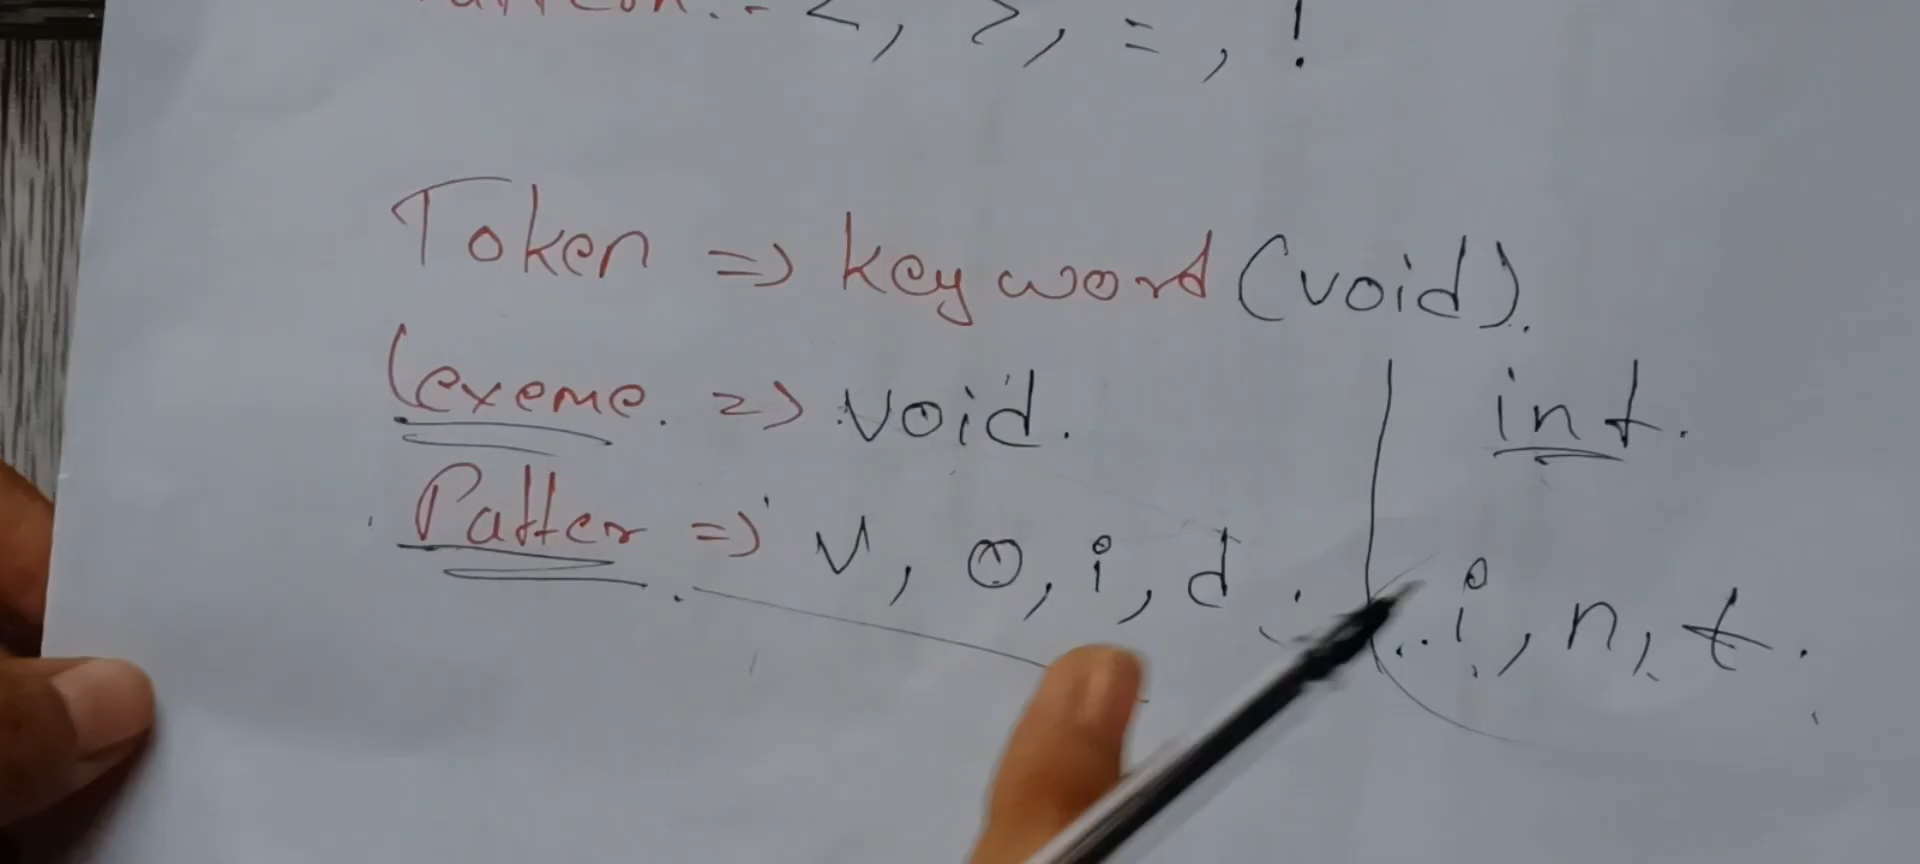 <, >, =, !
Token => keyword (void).
lexeme. => void. | int.
Patter => v, o, i, d. | i, n, t.